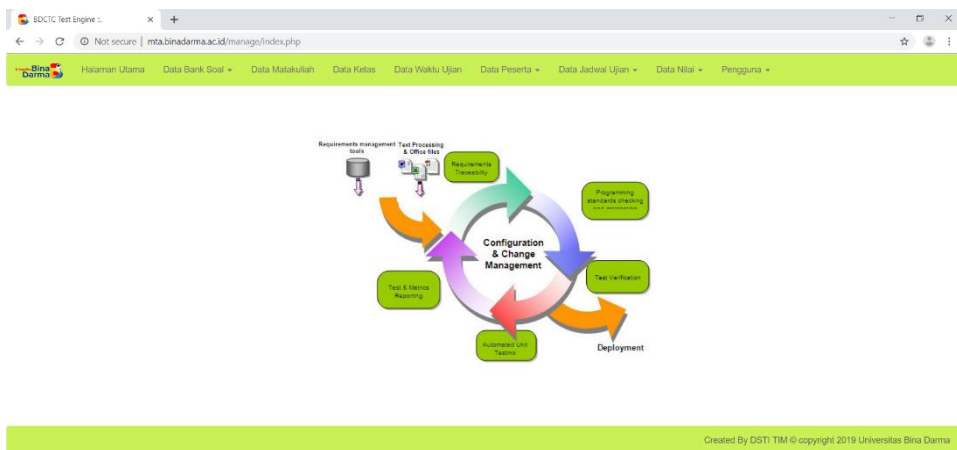 BDCTC Test Engine ::.
Not secure | mta.binadarma.ac.id/manage/index.php
Bina Darma
Halaman Utama Data Bank Soal Data Matakuliah Data Kelas Data Waktu Ujian Data Peserta Data Jadwal Ujian Data Nilai Pengguna
Requirements management
tools
Text Processing
& Office files
Requirements
Traceability
Programming
standards checking
Configuration
& Change
Management
Test Verification
Test & Metrics
Reporting
Automated Unit
Testing
Deployment
Created By DSTI TIM © copyright 2019 Universitas Bina Darma